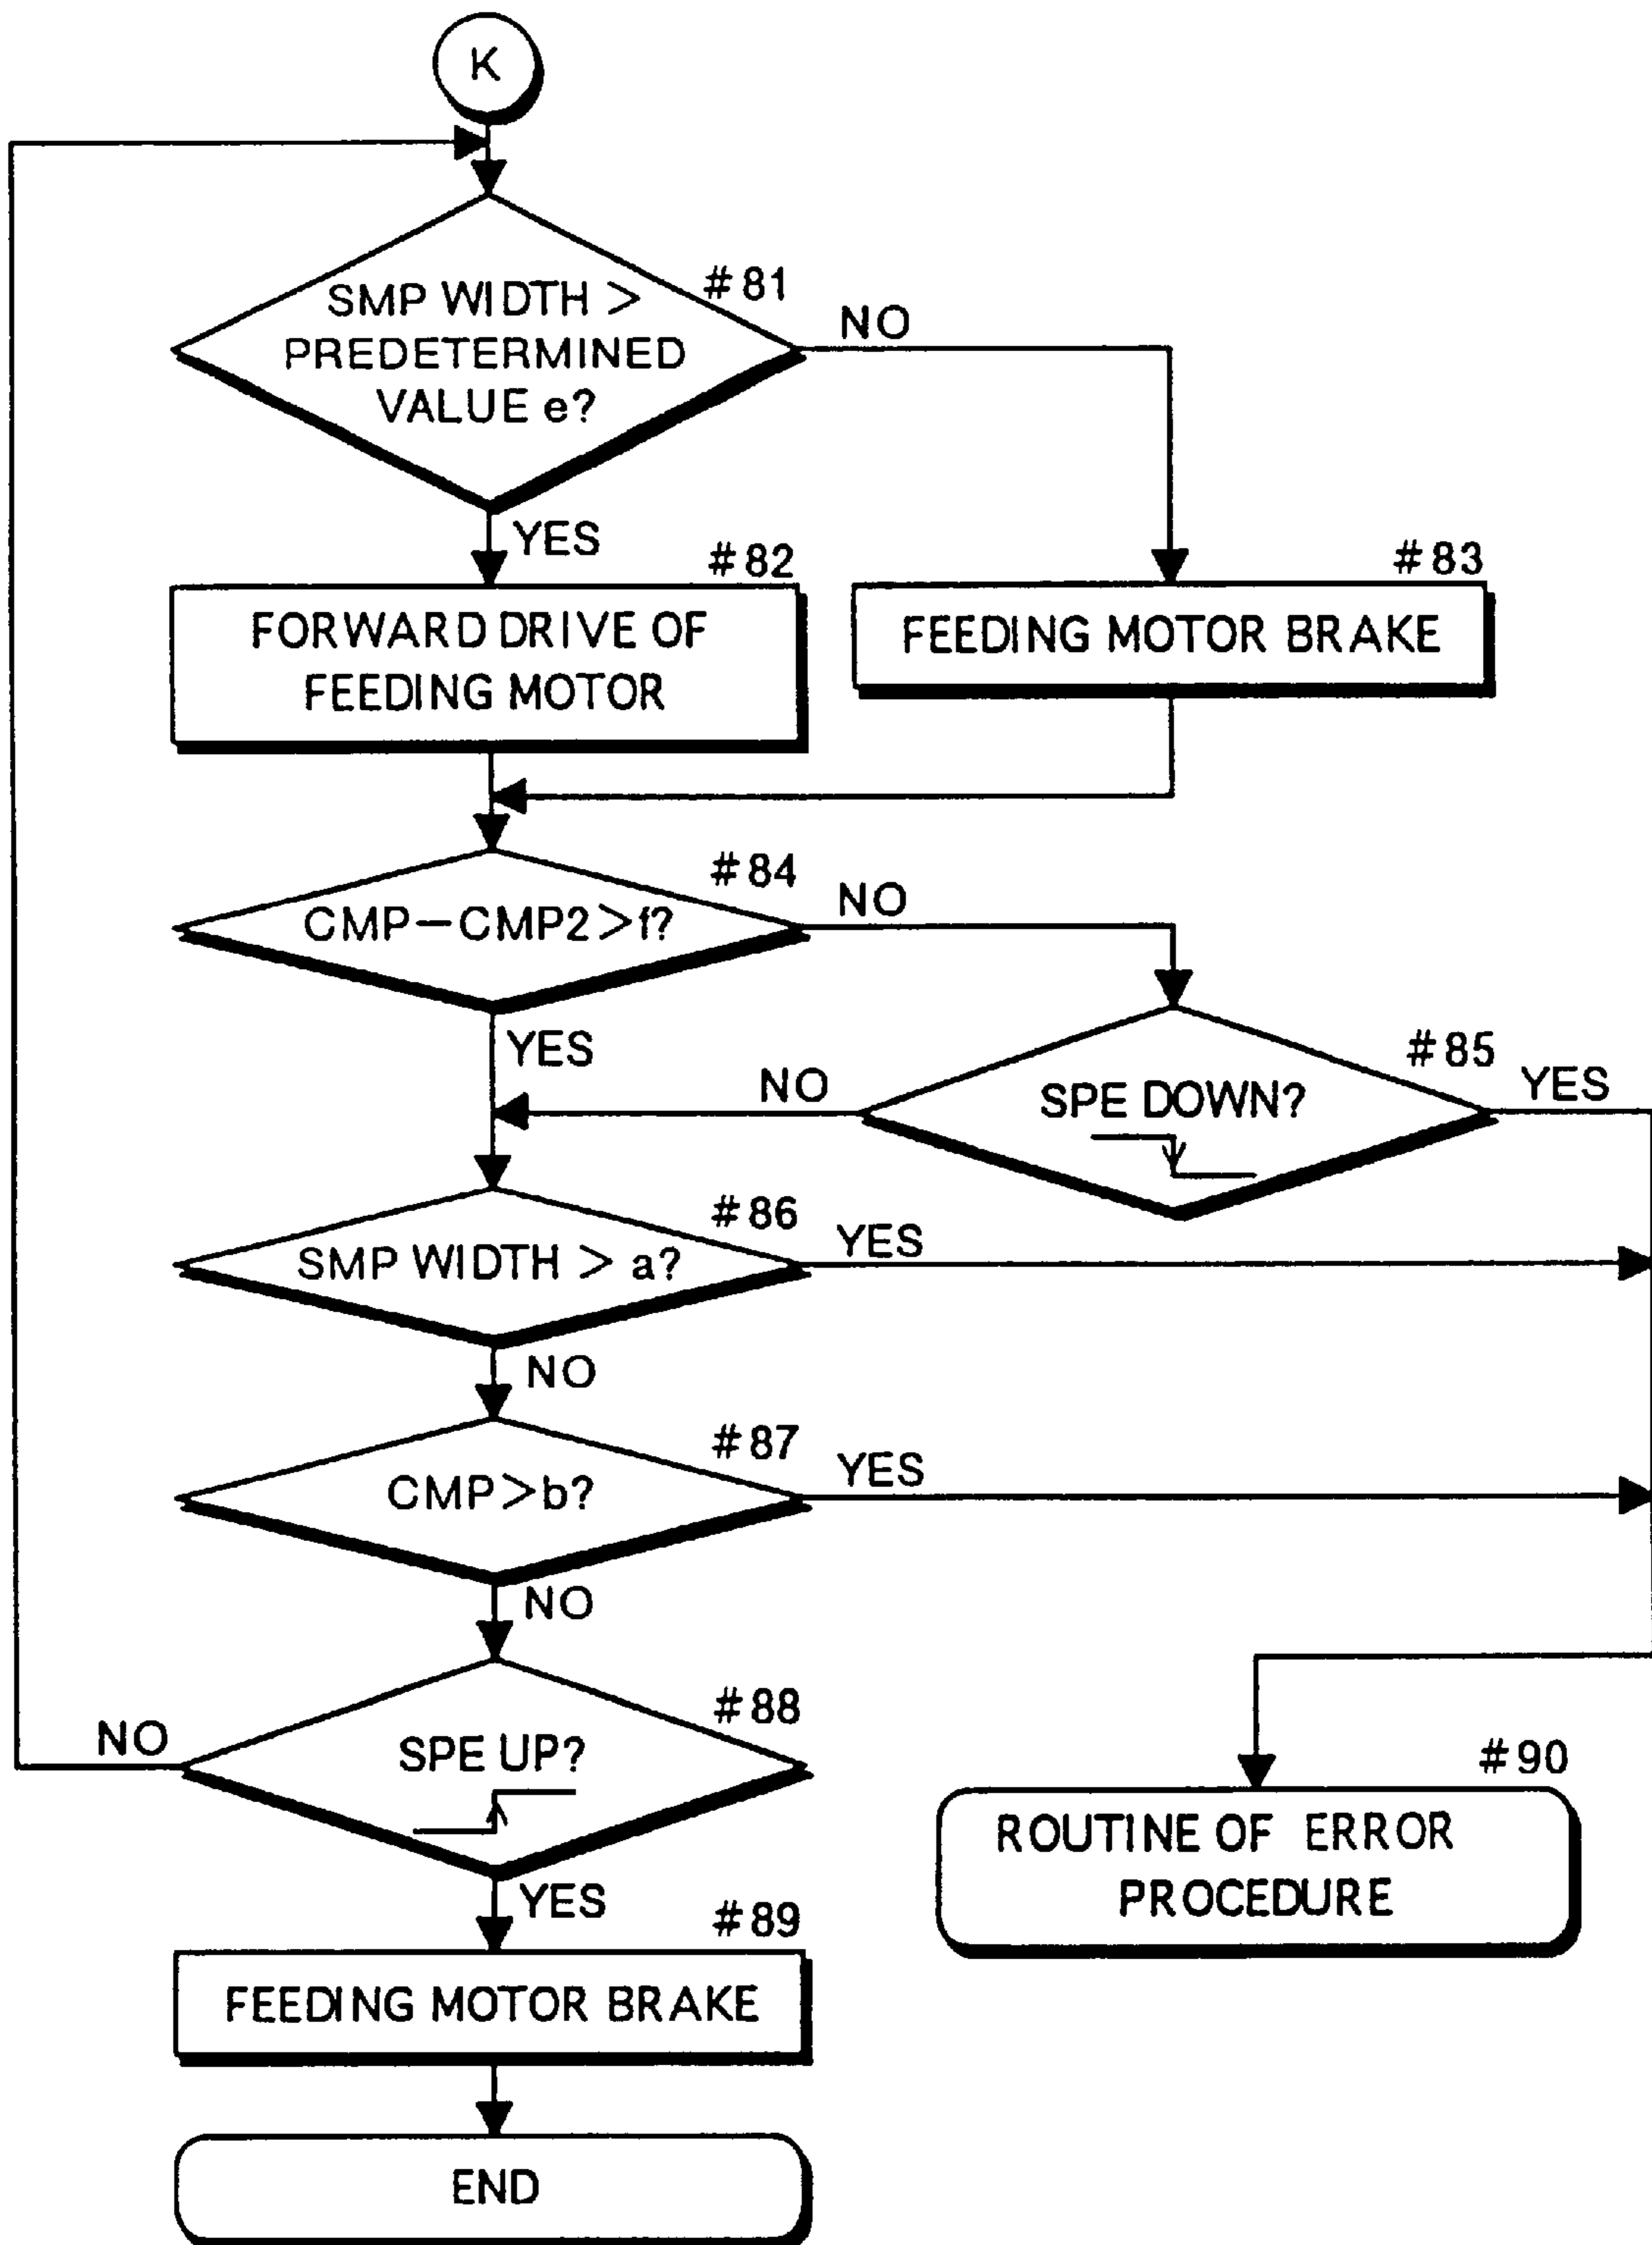 K
#81
SMP WIDTH >
PREDETERMINED
VALUE e?
NO
YES
#82
FORWARD DRIVE OF
FEEDING MOTOR
#83
FEEDING MOTOR BRAKE
#84
CMP-CMP2>f?
NO
YES
#85
SPE DOWN?
NO
YES
#86
SMP WIDTH > a?
YES
NO
#87
CMP>b?
YES
NO
#88
SPE UP?
NO
YES
#89
FEEDING MOTOR BRAKE
#90
ROUTINE OF ERROR
PROCEDURE
END